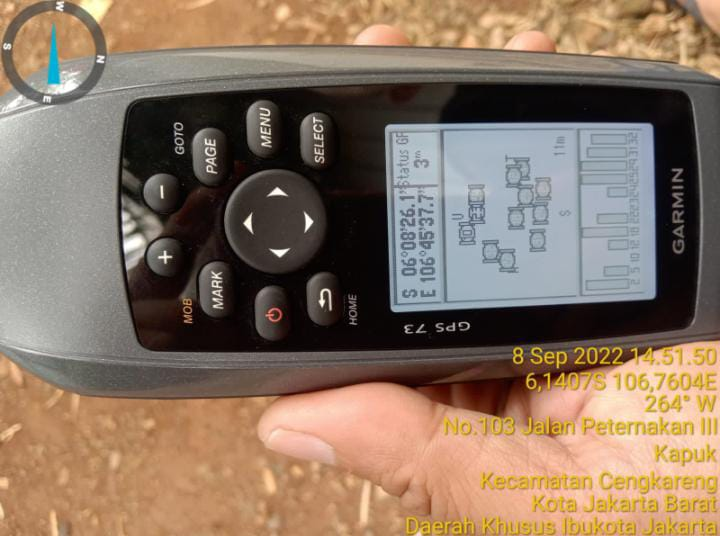 W
S
N
E
GOTO
PAGE
MENU
SELECT
MOB
MARK
HOME
S 06°08'26.1"
E 106°45'37.7"
Status GF
3m
11m
S
GARMIN
GPS 73
8 Sep 2022 14.51.50
6,1407S 106,7604E
264° W
No.103 Jalan Peternakan III
Kapuk
Kecamatan Cengkareng
Kota Jakarta Barat
Daerah Khusus Ibukota Jakarta